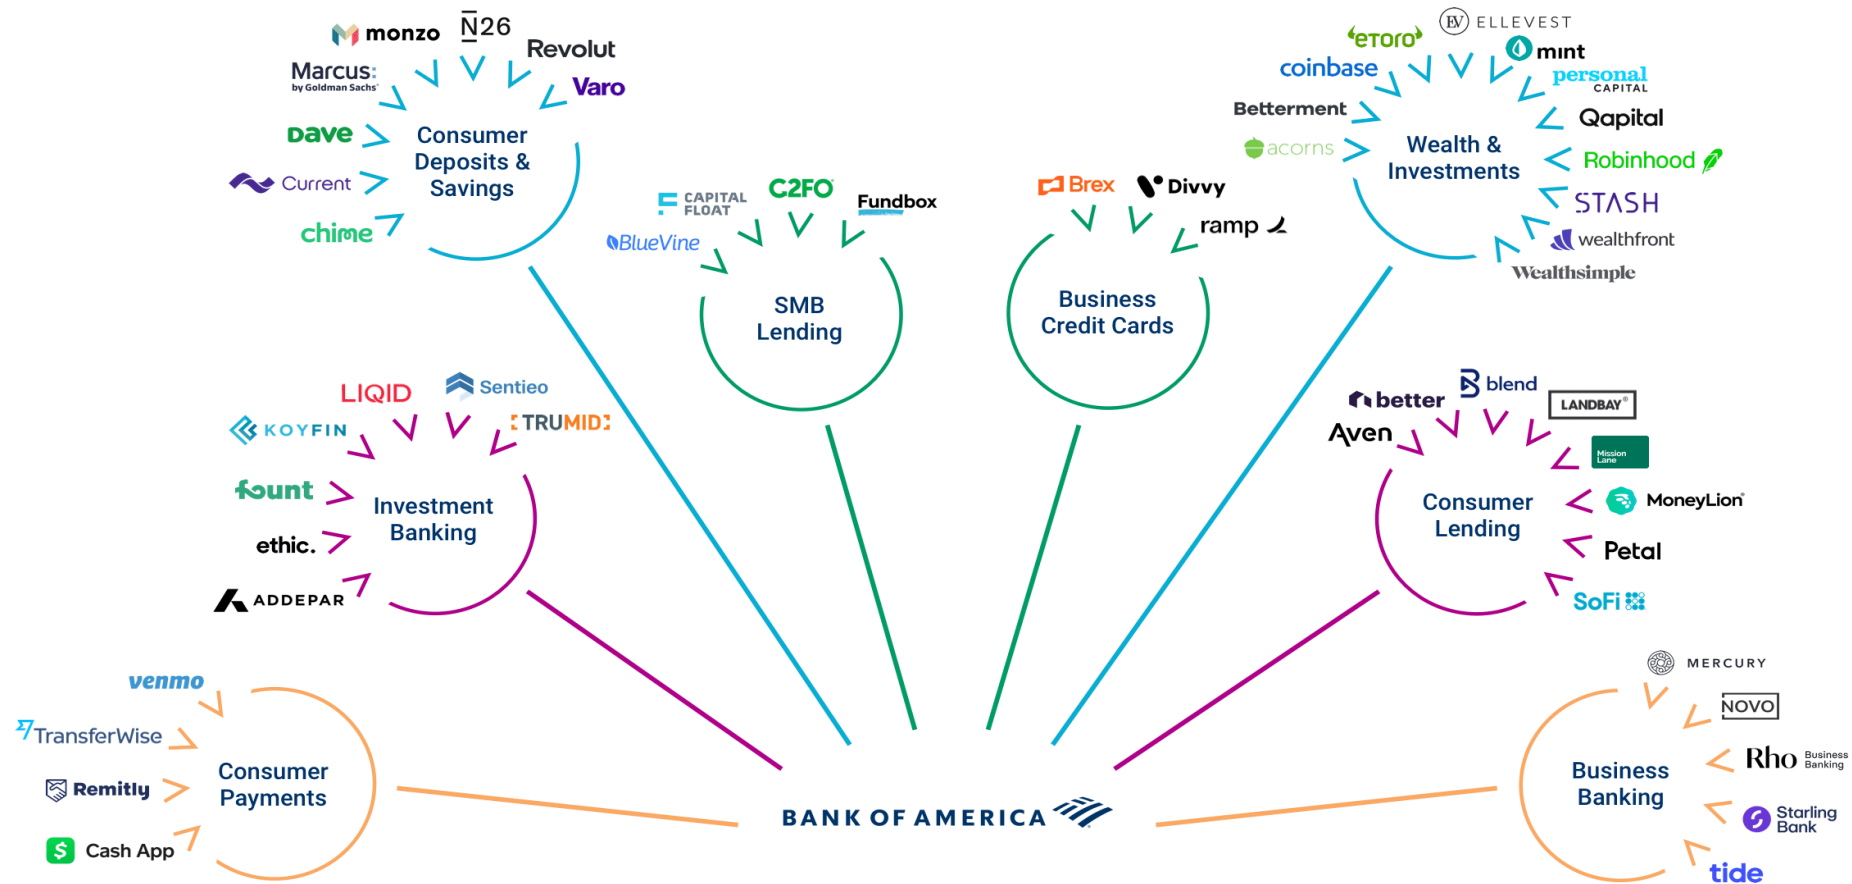 monzo
N26
Revolut
Marcus:
by Goldman Sachs®
Varo
Dave
Current
chime
Consumer
Deposits &
Savings
CAPITAL
FLOAT
C2FO
Fundbox
BlueVine
SMB
Lending
Brex
Divvy
ramp
Business
Credit Cards
EV ELLEVEST
eTORO
mint
coinbase
personal
CAPITAL
Betterment
Qapital
acorns
Robinhood
STASH
wealthfront
Wealthsimple
Wealth &
Investments
LIQID
Sentieo
KOYFIN
TRUMID
fount
ethic.
ADDEPAR
Investment
Banking
better
blend
LANDBAY®
Aven
Mission
Lane
MoneyLion®
Petal
SoFi
Consumer
Lending
venmo
TransferWise
Remitly
$ Cash App
Consumer
Payments
BANK OF AMERICA
MERCURY
NOVO
Rho Business
Banking
Starling
Bank
tide
Business
Banking